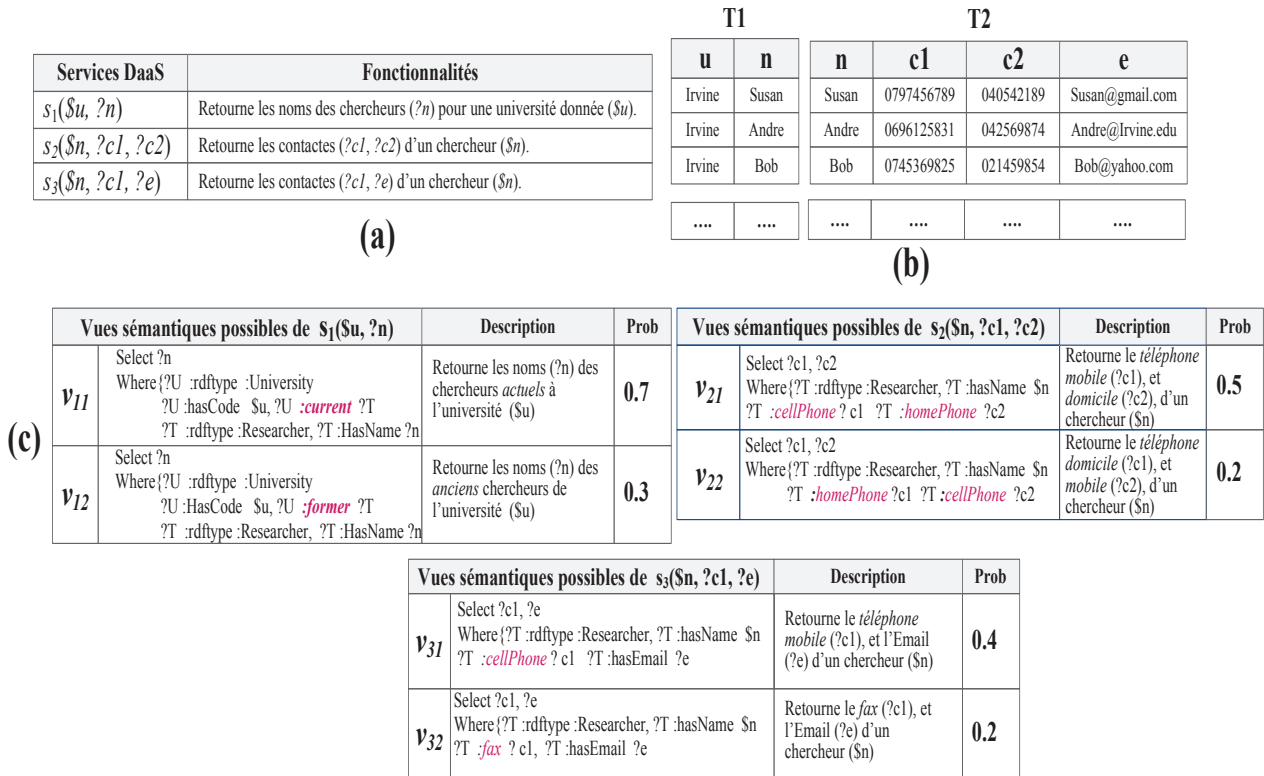 T1
T2
Services DaaS Fonctionnalités
s1($u, ?n) Retourne les noms des chercheurs (?n) pour une université donnée ($u).
s2($n, ?c1, ?c2) Retourne les contactes (?c1, ?c2) d'un chercheur ($n).
s3($n, ?c1, ?e) Retourne les contactes (?c1, ?e) d'un chercheur ($n).
(a)
u n
Irvine Susan
Irvine Andre
Irvine Bob
.... ....
n c1 c2 e
Susan 0797456789 040542189 Susan@gmail.com
Andre 0696125831 042569874 Andre@Irvine.edu
Bob 0745369825 021459854 Bob@yahoo.com
.... .... .... ....
(b)
(c)
Vues sémantiques possibles de s1($u, ?n) Description Prob
v11
Select ?n
Where{?U :rdftype :University
?U :hasCode $u, ?U :current ?T
?T :rdftype :Researcher, ?T :HasName ?n
Retourne les noms (?n) des
chercheurs actuels à
l'université ($u)
0.7
v12
Select ?n
Where{?U :rdftype :University
?U :HasCode $u, ?U :former ?T
?T :rdftype :Researcher, ?T :HasName ?n
Retourne les noms (?n) des
anciens chercheurs de
l'université ($u)
0.3
Vues sémantiques possibles de s2($n, ?c1, ?c2) Description Prob
v21
Select ?c1, ?c2
Where{?T :rdftype :Researcher, ?T :hasName $n
?T :cellPhone ? c1 ?T :homePhone ?c2
Retourne le téléphone
mobile (?c1), et
domicile (?c2), d'un
chercheur ($n)
0.5
v22
Select ?c1, ?c2
Where{?T :rdftype :Researcher, ?T :hasName $n
?T :homePhone ?c1 ?T :cellPhone ?c2
Retourne le téléphone
domicile (?c1), et
mobile (?c2), d'un
chercheur ($n)
0.2
Vues sémantiques possibles de s3($n, ?c1, ?e) Description Prob
v31
Select ?c1, ?e
Where{?T :rdftype :Researcher, ?T :hasName $n
?T :cellPhone ? c1 ?T :hasEmail ?e
Retourne le téléphone
mobile (?c1), et l'Email
(?e) d'un chercheur ($n)
0.4
v32
Select ?c1, ?e
Where{?T :rdftype :Researcher, ?T :hasName $n
?T :fax ? c1, ?T :hasEmail ?e
Retourne le fax (?c1), et
l'Email (?e) d'un
chercheur ($n)
0.2